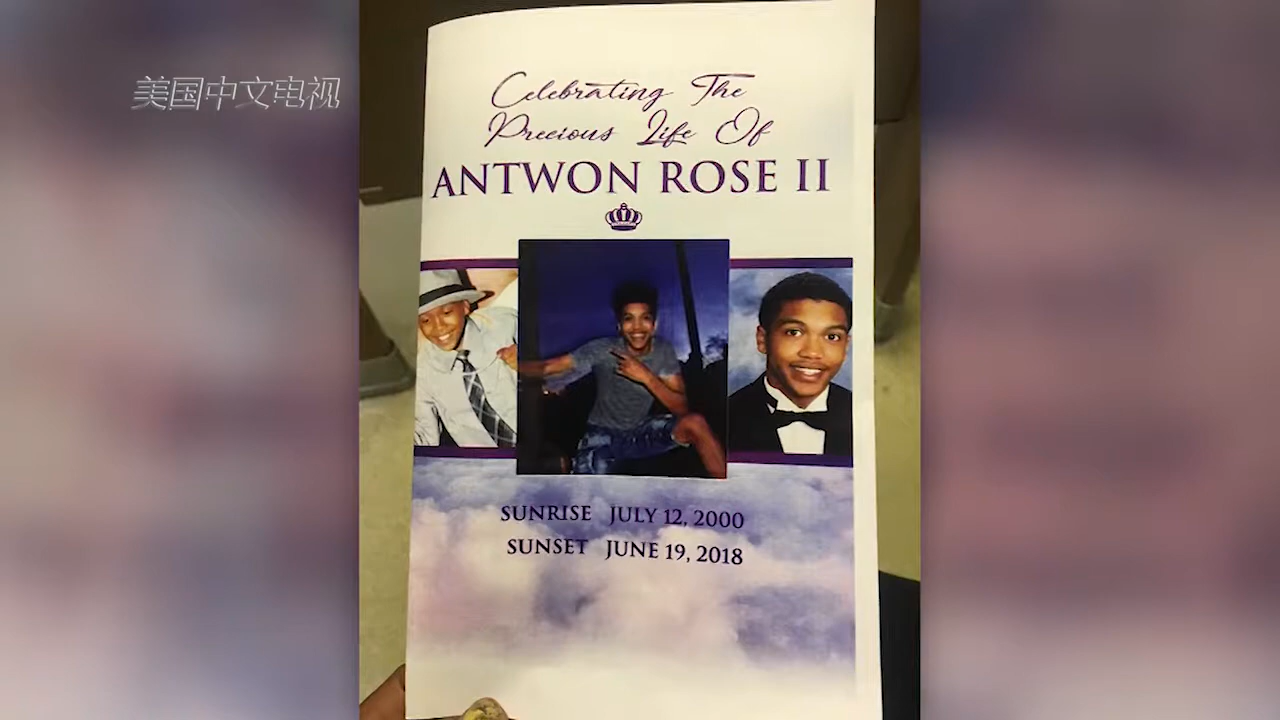 美国中文电视
Celebrating The
Precious Life Of
ANTWON ROSE II
SUNRISE JULY 12, 2000
SUNSET JUNE 19, 2018